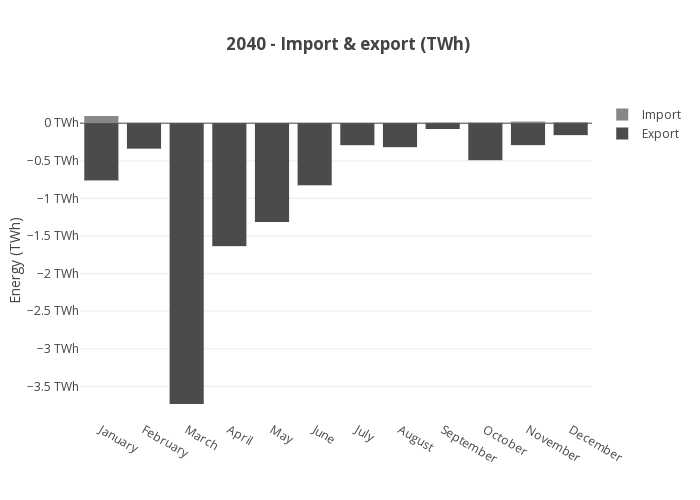 2040 - Import & export (TWh)
Import
Export
Energy (TWh)
0 TWh
−0.5 TWh
−1 TWh
−1.5 TWh
−2 TWh
−2.5 TWh
−3 TWh
−3.5 TWh
January
February
March
April
May
June
July
August
September
October
November
December